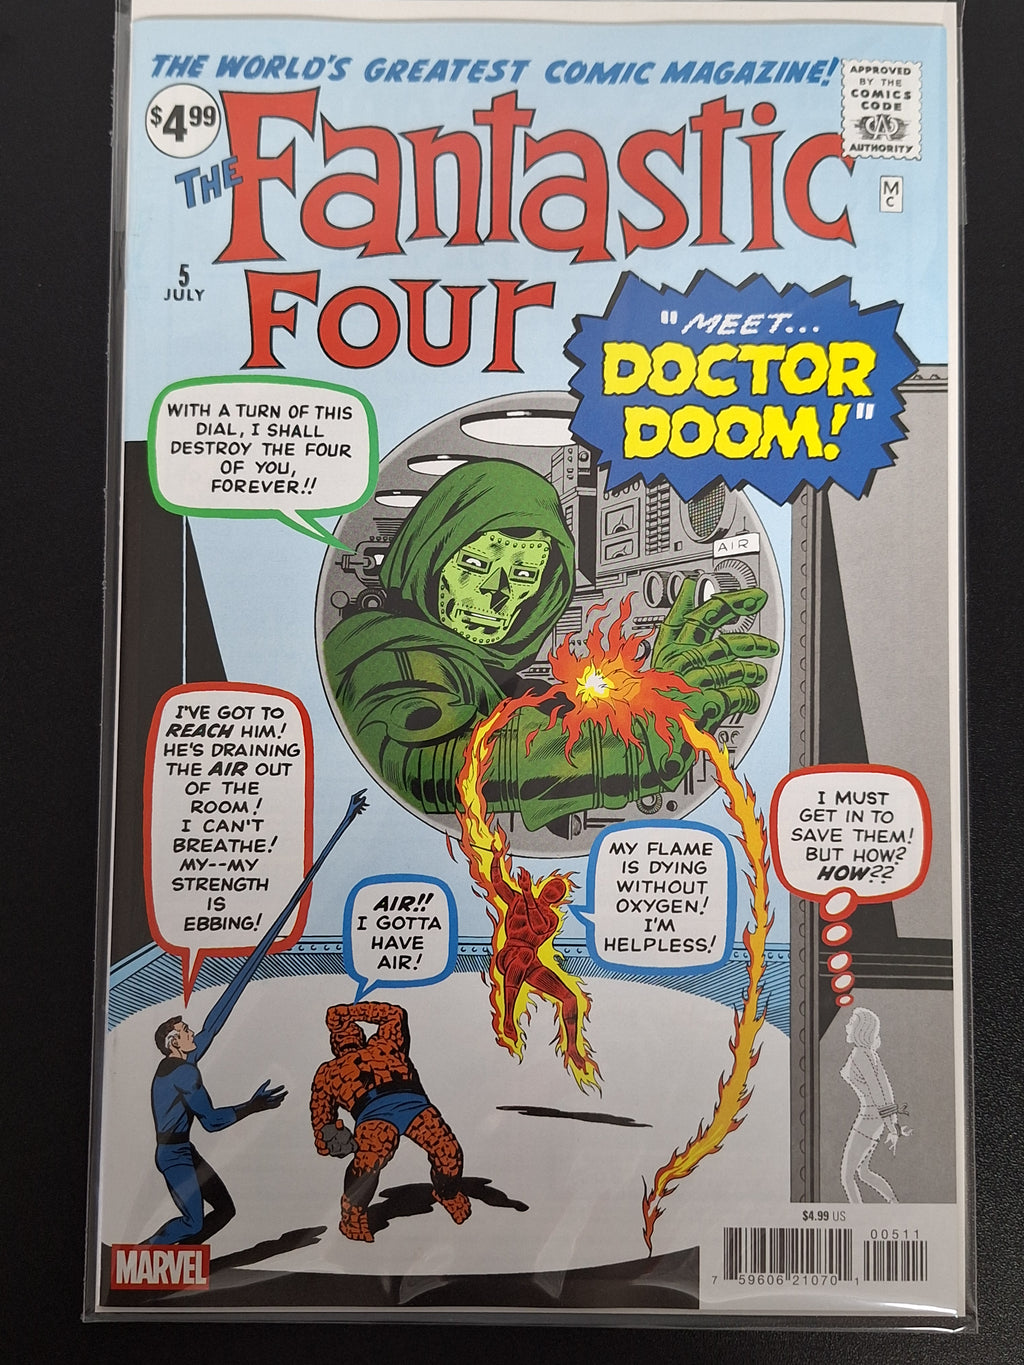 THE WORLD'S GREATEST COMIC MAGAZINE!
APPROVED
BY THE
COMICS
CODE
CA
AUTHORITY
$4.99
THE
Fantastic
Four
M
C
5
JULY
"MEET...
DOCTOR
DOOM!"
WITH A TURN OF THIS
DIAL, I SHALL
DESTROY THE FOUR
OF YOU,
FOREVER!!
AIR
I'VE GOT TO
REACH HIM!
HE'S DRAINING
THE AIR OUT
OF THE
ROOM!
I CAN'T
BREATHE!
MY--MY
STRENGTH
IS
EBBING!
AIR!!
I GOTTA
HAVE
AIR!
MY FLAME
IS DYING
WITHOUT
OXYGEN!
I'M
HELPLESS!
I MUST
GET IN TO
SAVE THEM!
BUT HOW?
HOW??
MARVEL
$4.99 US
00511
7 59606 21070 1